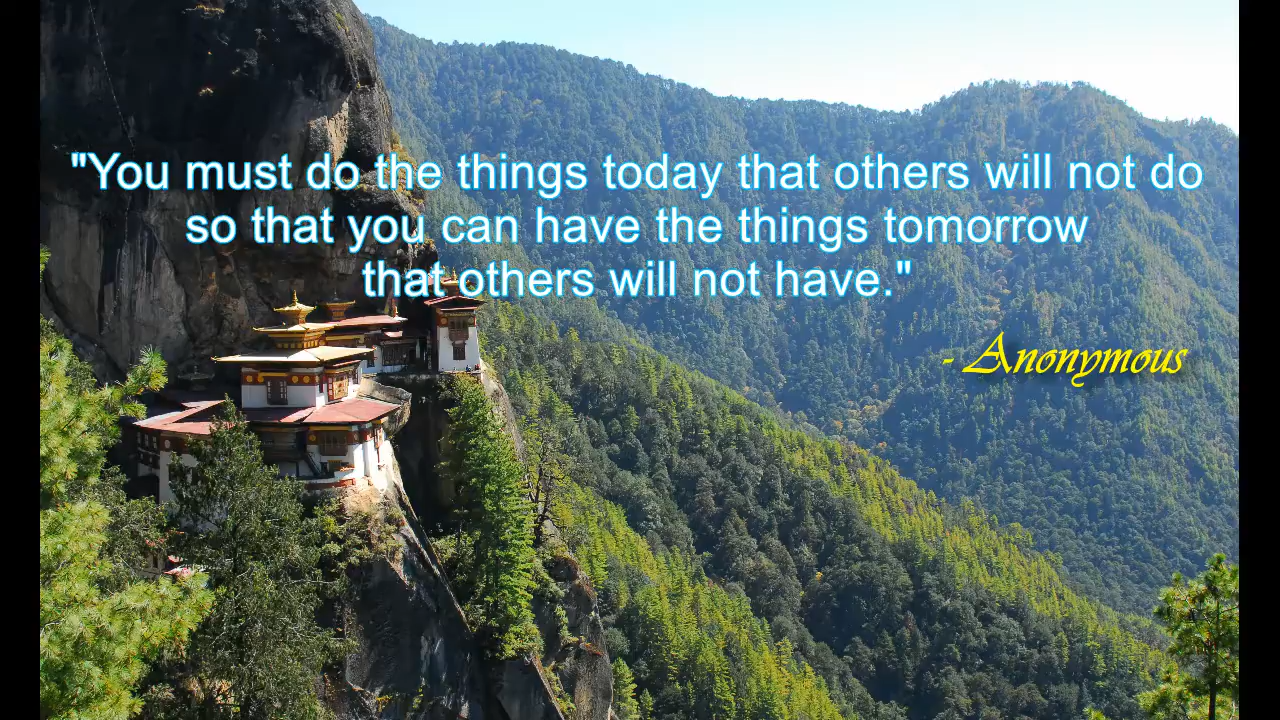 "You must do the things today that others will not do
so that you can have the things tomorrow
that others will not have."
- Anonymous